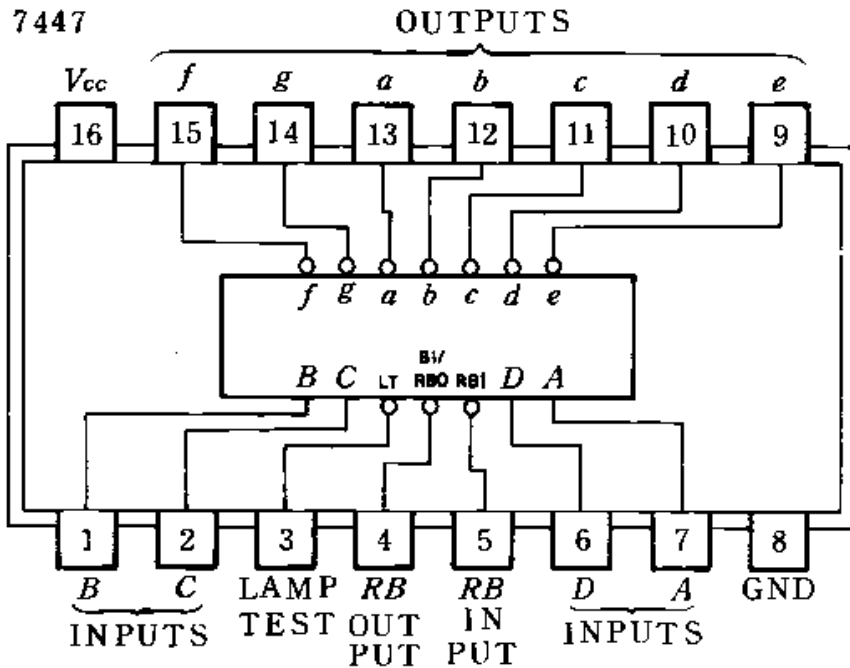 7447
OUTPUTS
Vcc f g a b c d e
16 15 14 13 12 11 10 9
f g a b c d e
BI/
B C LT RBO RBI D A
1 2 3 4 5 6 7 8
B C LAMP RB RB D A GND
INPUTS TEST OUT IN INPUTS
PUT PUT